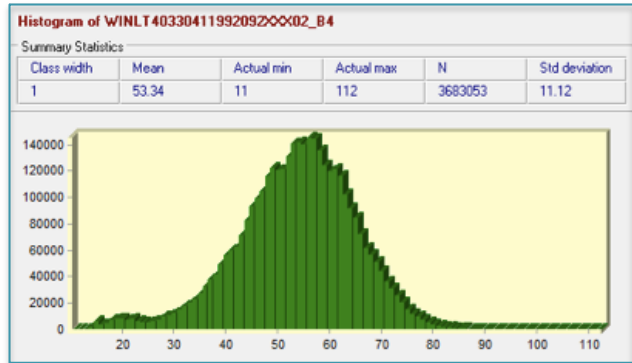 Histogram of WINLT40330411992092XXX02_B4
Summary Statistics
Class width Mean Actual min Actual max N Std deviation
1 53.34 11 112 3683053 11.12
140000
120000
100000
80000
60000
40000
20000
0
20 30 40 50 60 70 80 90 100 110